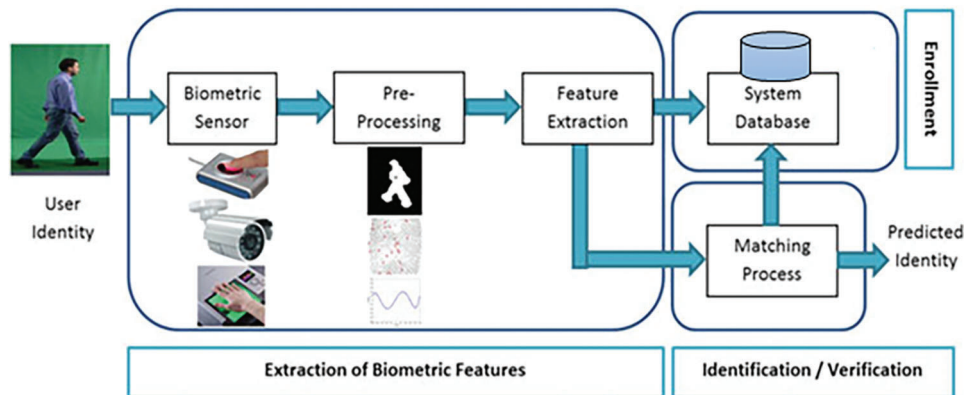 User
Identity
Biometric
Sensor
Pre-
Processing
Feature
Extraction
System
Database
Enrollment
Matching
Process
Predicted
Identity
Extraction of Biometric Features
Identification / Verification